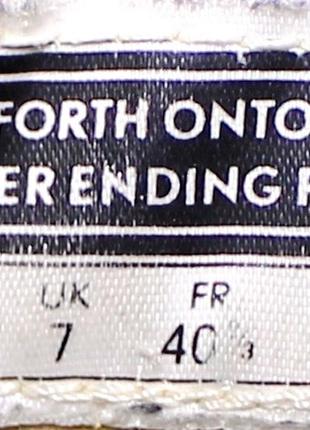 FORTH ONTO
ER ENDING
UK FR
7 40⅔